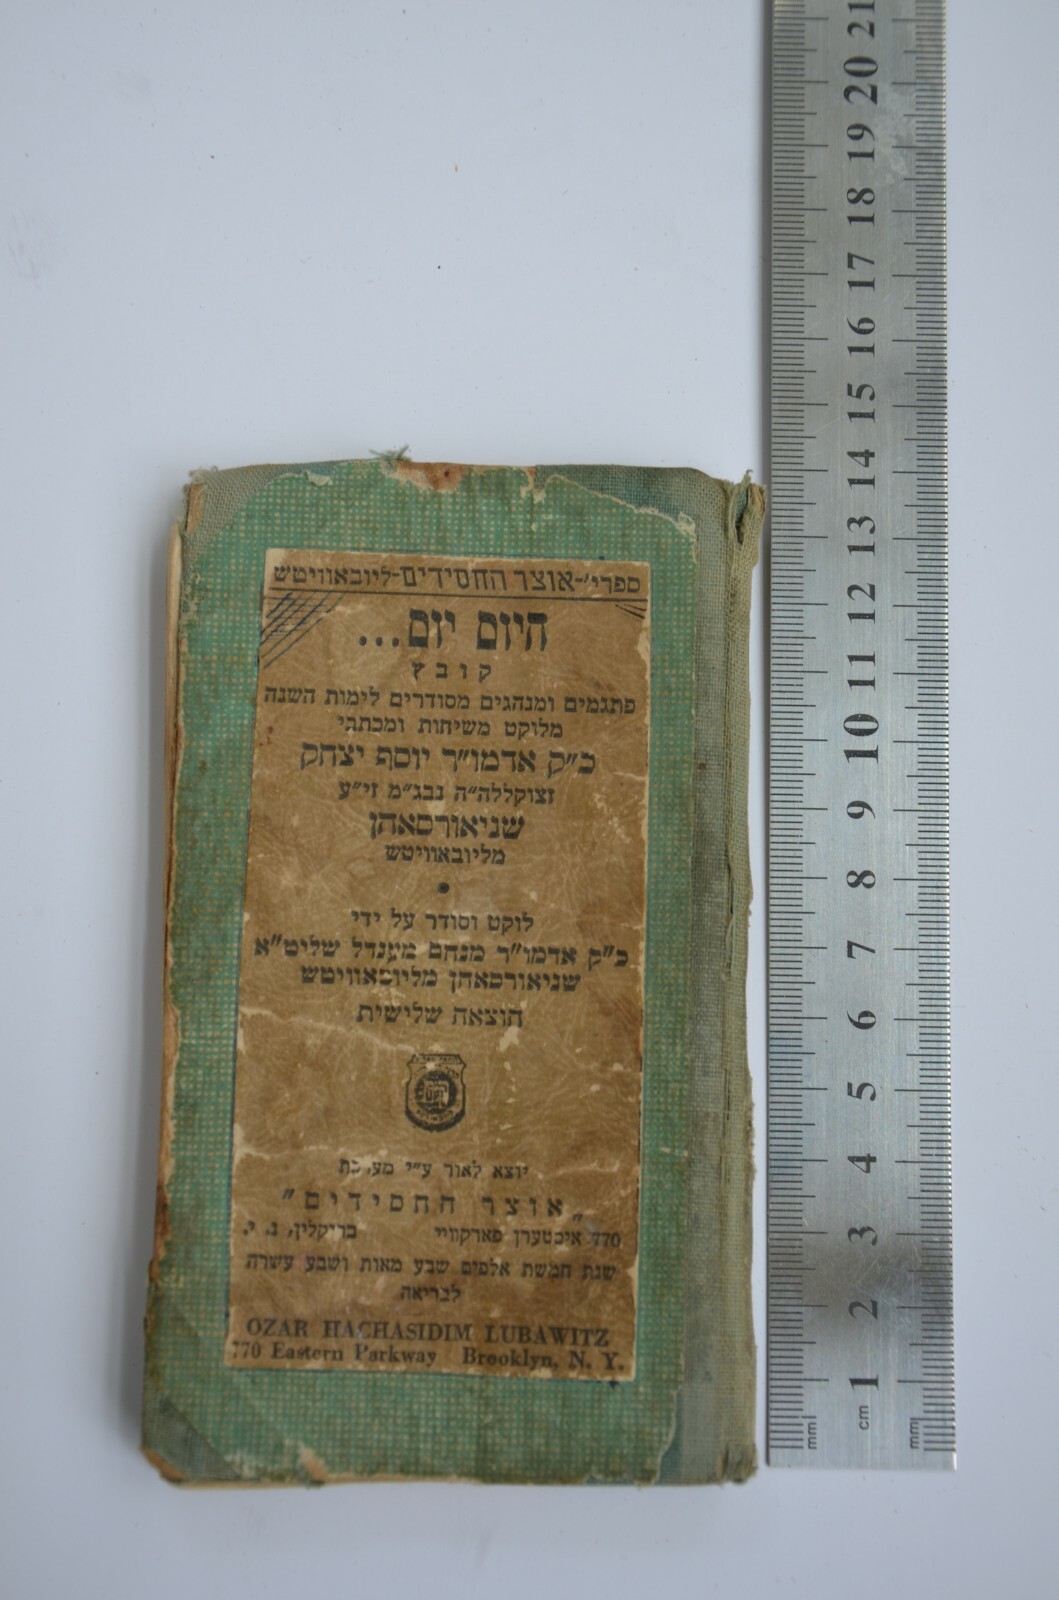 ספרי׳-אוצר החסידים-ליובאוויטש
היום יום...
קובץ
פתגמים ומנהגים מסודרים לימות השנה
מלוקט משיחות ומכתבי
כ״ק אדמו״ר יוסף יצחק
זצוקללה״ה נבג״מ זי״ע
שניאורסאהן
מליובאוויטש
•
לוקט וסודר על ידי
כ״ק אדמו״ר מנחם מענדל שליט״א
שניאורסאהן מליובאוויטש
הוצאה שלישית
יוצא לאור ע״י מערכת
„אוצר החסידים"
770 איסטערן פארקוויי ברוקלין, נ. י.
שנת חמשת אלפים שבע מאות ושבע עשרה
לבריאה
OZAR HACHASIDIM LUBAWITZ
770 Eastern Parkway Brooklyn, N. Y.
21
20
19
18
17
16
15
14
13
12
11
10
9
8
7
6
5
4
3
2
1
mm cm mm